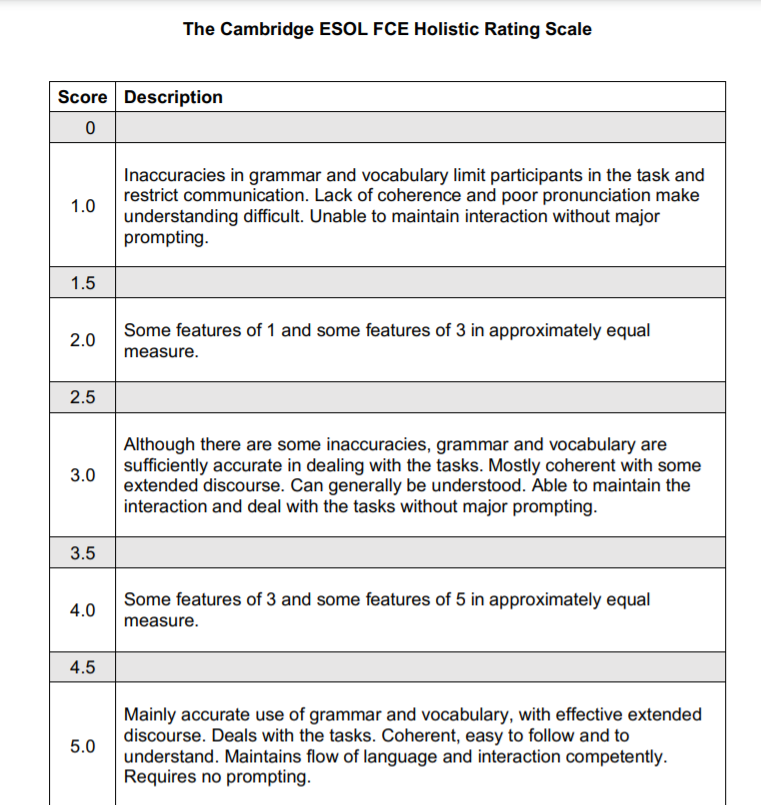 The Cambridge ESOL FCE Holistic Rating Scale
Score Description
0
1.0
Inaccuracies in grammar and vocabulary limit participants in the task and
restrict communication. Lack of coherence and poor pronunciation make
understanding difficult. Unable to maintain interaction without major
prompting.
1.5
2.0
Some features of 1 and some features of 3 in approximately equal
measure.
2.5
3.0
Although there are some inaccuracies, grammar and vocabulary are
sufficiently accurate in dealing with the tasks. Mostly coherent with some
extended discourse. Can generally be understood. Able to maintain the
interaction and deal with the tasks without major prompting.
3.5
4.0
Some features of 3 and some features of 5 in approximately equal
measure.
4.5
5.0
Mainly accurate use of grammar and vocabulary, with effective extended
discourse. Deals with the tasks. Coherent, easy to follow and to
understand. Maintains flow of language and interaction competently.
Requires no prompting.